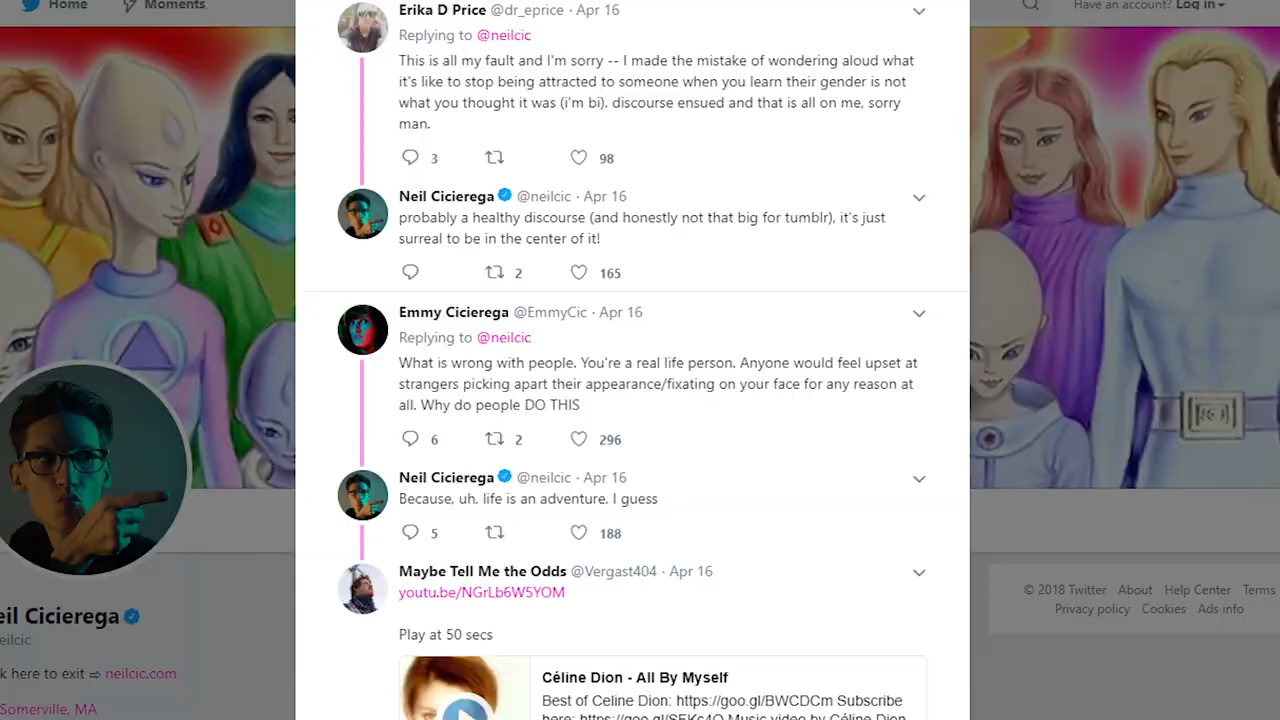 Home
Moments
Have an account? Log in
Erika D Price @dr_eprice · Apr 16
Replying to @neilcic
This is all my fault and I'm sorry -- I made the mistake of wondering aloud what
it's like to stop being attracted to someone when you learn their gender is not
what you thought it was (i'm bi). discourse ensued and that is all on me, sorry
man.
3 98
Neil Cicierega @neilcic · Apr 16
probably a healthy discourse (and honestly not that big for tumblr), it's just
surreal to be in the center of it!
2 165
Emmy Cicierega @EmmyCic · Apr 16
Replying to @neilcic
What is wrong with people. You're a real life person. Anyone would feel upset at
strangers picking apart their appearance/fixating on your face for any reason at
all. Why do people DO THIS
6 2 296
Neil Cicierega @neilcic · Apr 16
Because, uh, life is an adventure. I guess
5 188
Maybe Tell Me the Odds @Vergast404 · Apr 16
youtu.be/NGrLb6W5YOM
Play at 50 secs
Céline Dion - All By Myself
Best of Celine Dion: https://goo.gl/BWCDCm Subscribe
here: https://goo.gl/SFKs4O Music video by Céline Dion
eil Cicierega
eilcic
k here to exit ⇨ neilcic.com
Somerville, MA
© 2018 Twitter About Help Center Terms
Privacy policy Cookies Ads info